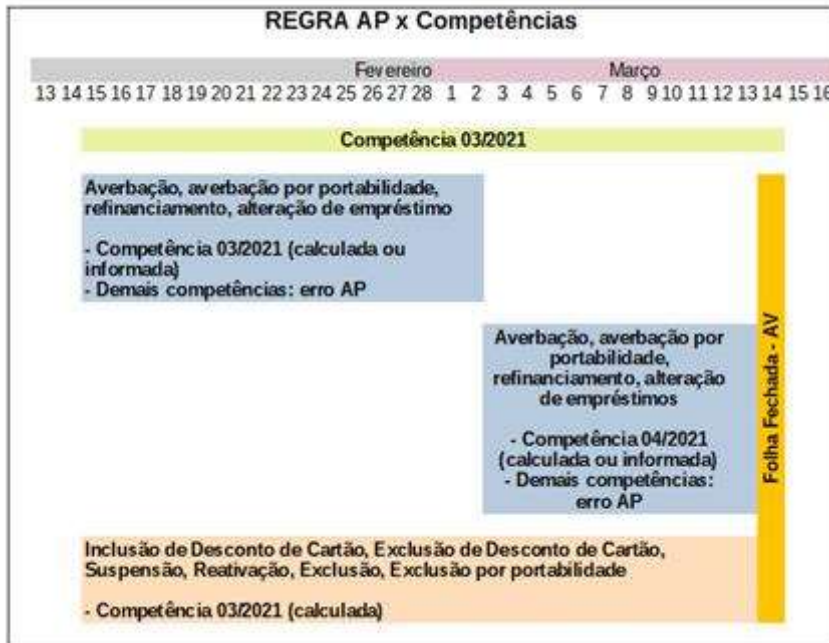 REGRA AP x Competências
Fevereiro Março
13 14 15 16 17 18 19 20 21 22 23 24 25 26 27 28 1 2 3 4 5 6 7 8 9 10 11 12 13 14 15 16
Competência 03/2021
Averbação, averbação por portabilidade,
refinanciamento, alteração de empréstimo
- Competência 03/2021 (calculada ou
informada)
- Demais competências: erro AP
Averbação, averbação por
portabilidade,
refinanciamento, alteração
de empréstimos
- Competência 04/2021
(calculada ou informada)
- Demais competências:
erro AP
Folha Fechada - AV
Inclusão de Desconto de Cartão, Exclusão de Desconto de Cartão,
Suspensão, Reativação, Exclusão, Exclusão por portabilidade
- Competência 03/2021 (calculada)